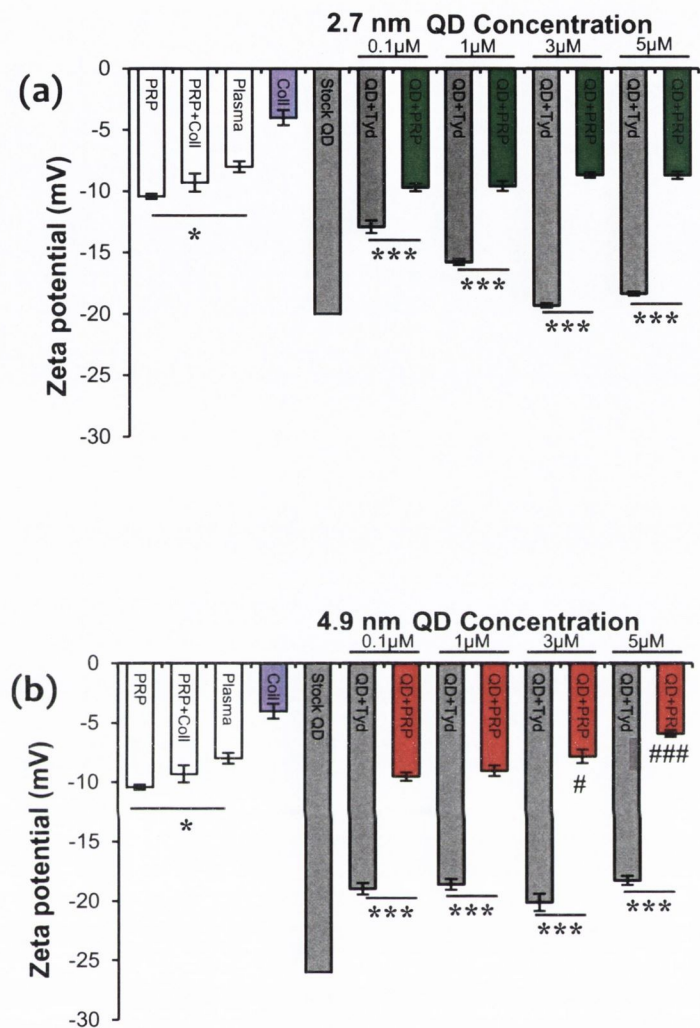 2.7 nm QD Concentration
0.1µM 1µM 3µM 5µM
(a)
Zeta potential (mV)
0
-5
-10
-15
-20
-25
-30
PRP
PRP+Coll
Plasma
Coll
Stock QD
QD+Tyd
QD+PRP
QD+Tyd
QD+PRP
QD+Tyd
QD+PRP
QD+Tyd
QD+PRP
*
***
***
***
***
4.9 nm QD Concentration
0.1µM 1µM 3µM 5µM
(b)
Zeta potential (mV)
0
-5
-10
-15
-20
-25
-30
PRP
PRP+Coll
Plasma
Coll
Stock QD
QD+Tyd
QD+PRP
QD+Tyd
QD+PRP
QD+Tyd
QD+PRP
QD+Tyd
QD+PRP
*
#
###
***
***
***
***